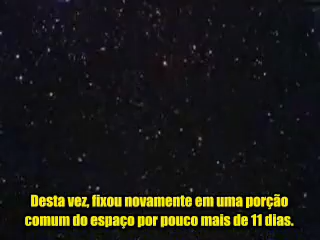 Desta vez, fixou novamente em uma porção
comum do espaço por pouco mais de 11 dias.